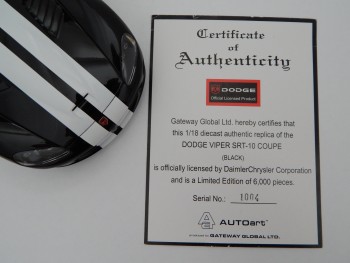 Certificate
of
Authenticity
DODGE
Official Licensed Product
Gateway Global Ltd. hereby certifies that
this 1/18 diecast authentic replica of the
DODGE VIPER SRT-10 COUPE
(BLACK)
is officially licensed by DaimlerChrysler Corporation
and is a Limited Edition of 6,000 pieces.
Serial No.: 1004
AUTOart
produced by GATEWAY GLOBAL LTD.